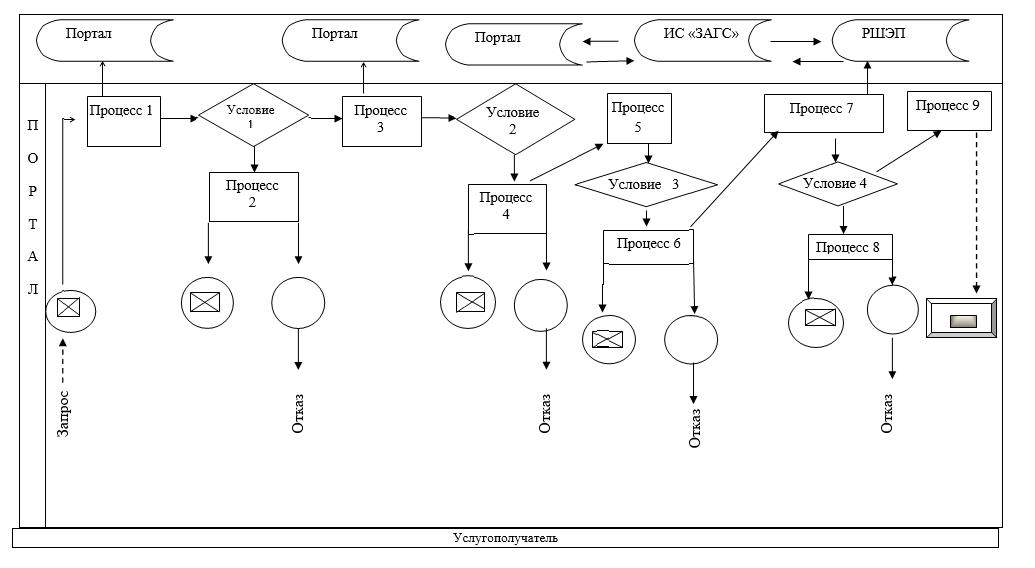 Портал
Портал
Портал
ИС «ЗАГС»
РШЭП
ПОРТАЛ
Процесс 1
Условие
1
Процесс
3
Условие
2
Процесс
5
Процесс 7
Процесс 9
Процесс
2
Процесс
4
Условие 3
Условие 4
Процесс 6
Процесс 8
Запрос
Отказ
Отказ
Отказ
Отказ
Услугополучатель